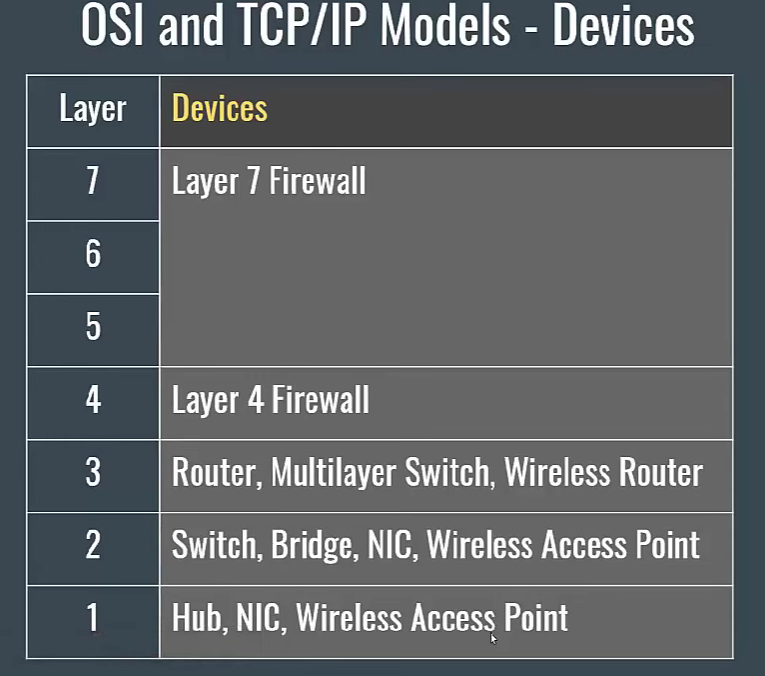 OSI and TCP/IP Models - Devices
Layer Devices
7 Layer 7 Firewall
6
5
4 Layer 4 Firewall
3 Router, Multilayer Switch, Wireless Router
2 Switch, Bridge, NIC, Wireless Access Point
1 Hub, NIC, Wireless Access Point